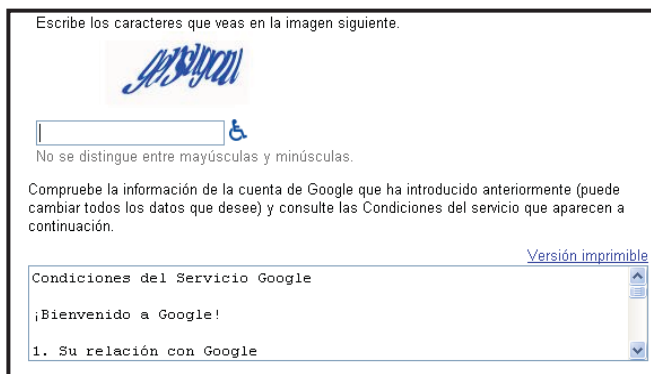 Escribe los caracteres que veas en la imagen siguiente.
No se distingue entre mayúsculas y minúsculas.
Compruebe la información de la cuenta de Google que ha introducido anteriormente (puede
cambiar todos los datos que desee) y consulte las Condiciones del servicio que aparecen a
continuación.
Versión imprimible
Condiciones del Servicio Google
¡Bienvenido a Google!
1. Su relación con Google